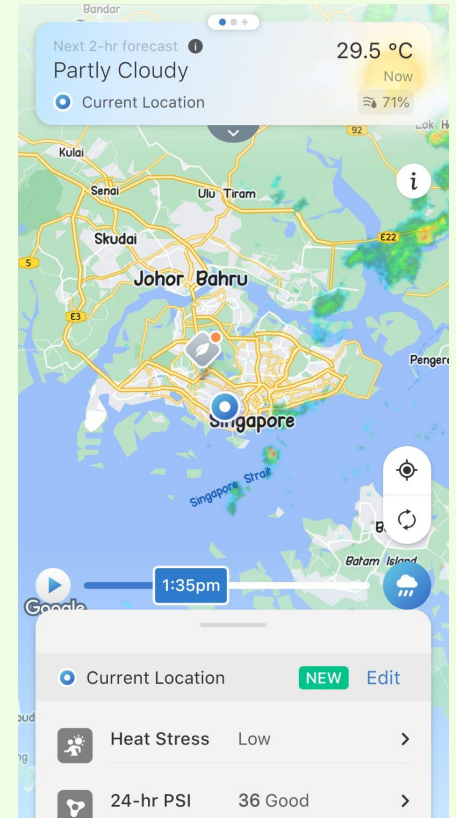 Bandar
Next 2-hr forecast
29.5 °C
Partly Cloudy
Now
Current Location
71%
92
Kulai
i
Senai
Ulu Tiram
Skudai
E22
5
Johor Bahru
E3
Singapore
Singapore Strait
Batam Island
1:35pm
Google
Current Location
NEW
Edit
Heat Stress
Low
24-hr PSI
36 Good